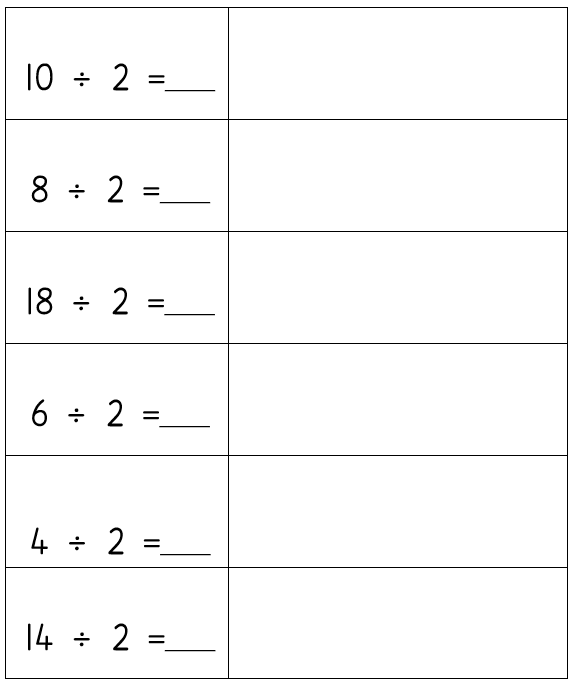 10 ÷ 2 =___
8 ÷ 2 =___
18 ÷ 2 =___
6 ÷ 2 =___
4 ÷ 2 =___
14 ÷ 2 =___